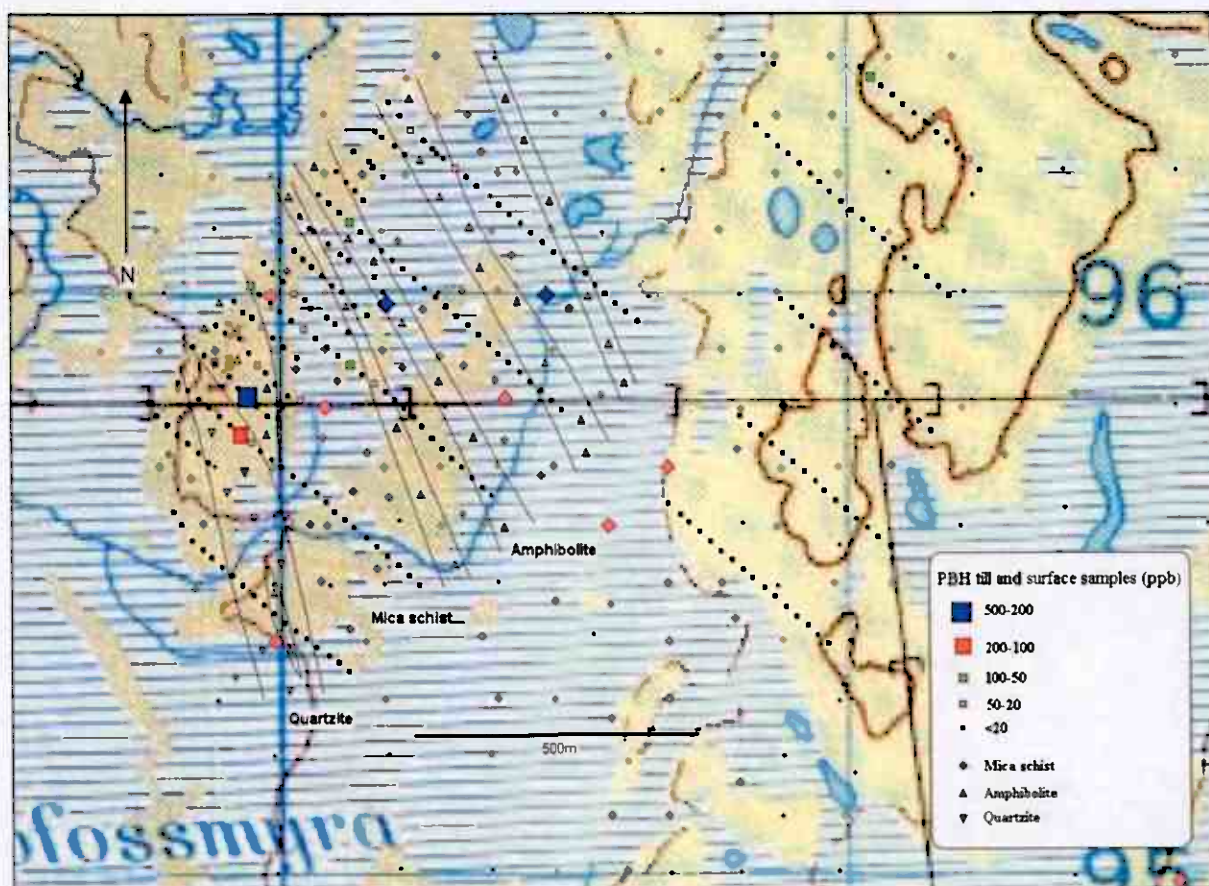 N
96
Amphibolite
Mica schist
Quartzite
500m
ofossmyra
PBH till and surface samples (ppb)
500-200
200-100
100-50
50-20
<20
Mica schist
Amphibolite
Quartzite
95